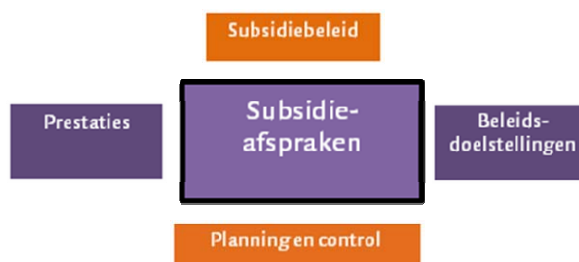 Subsidiebeleid
Prestaties
Subsidie-
afspraken
Beleids-
doelstellingen
Planning en control